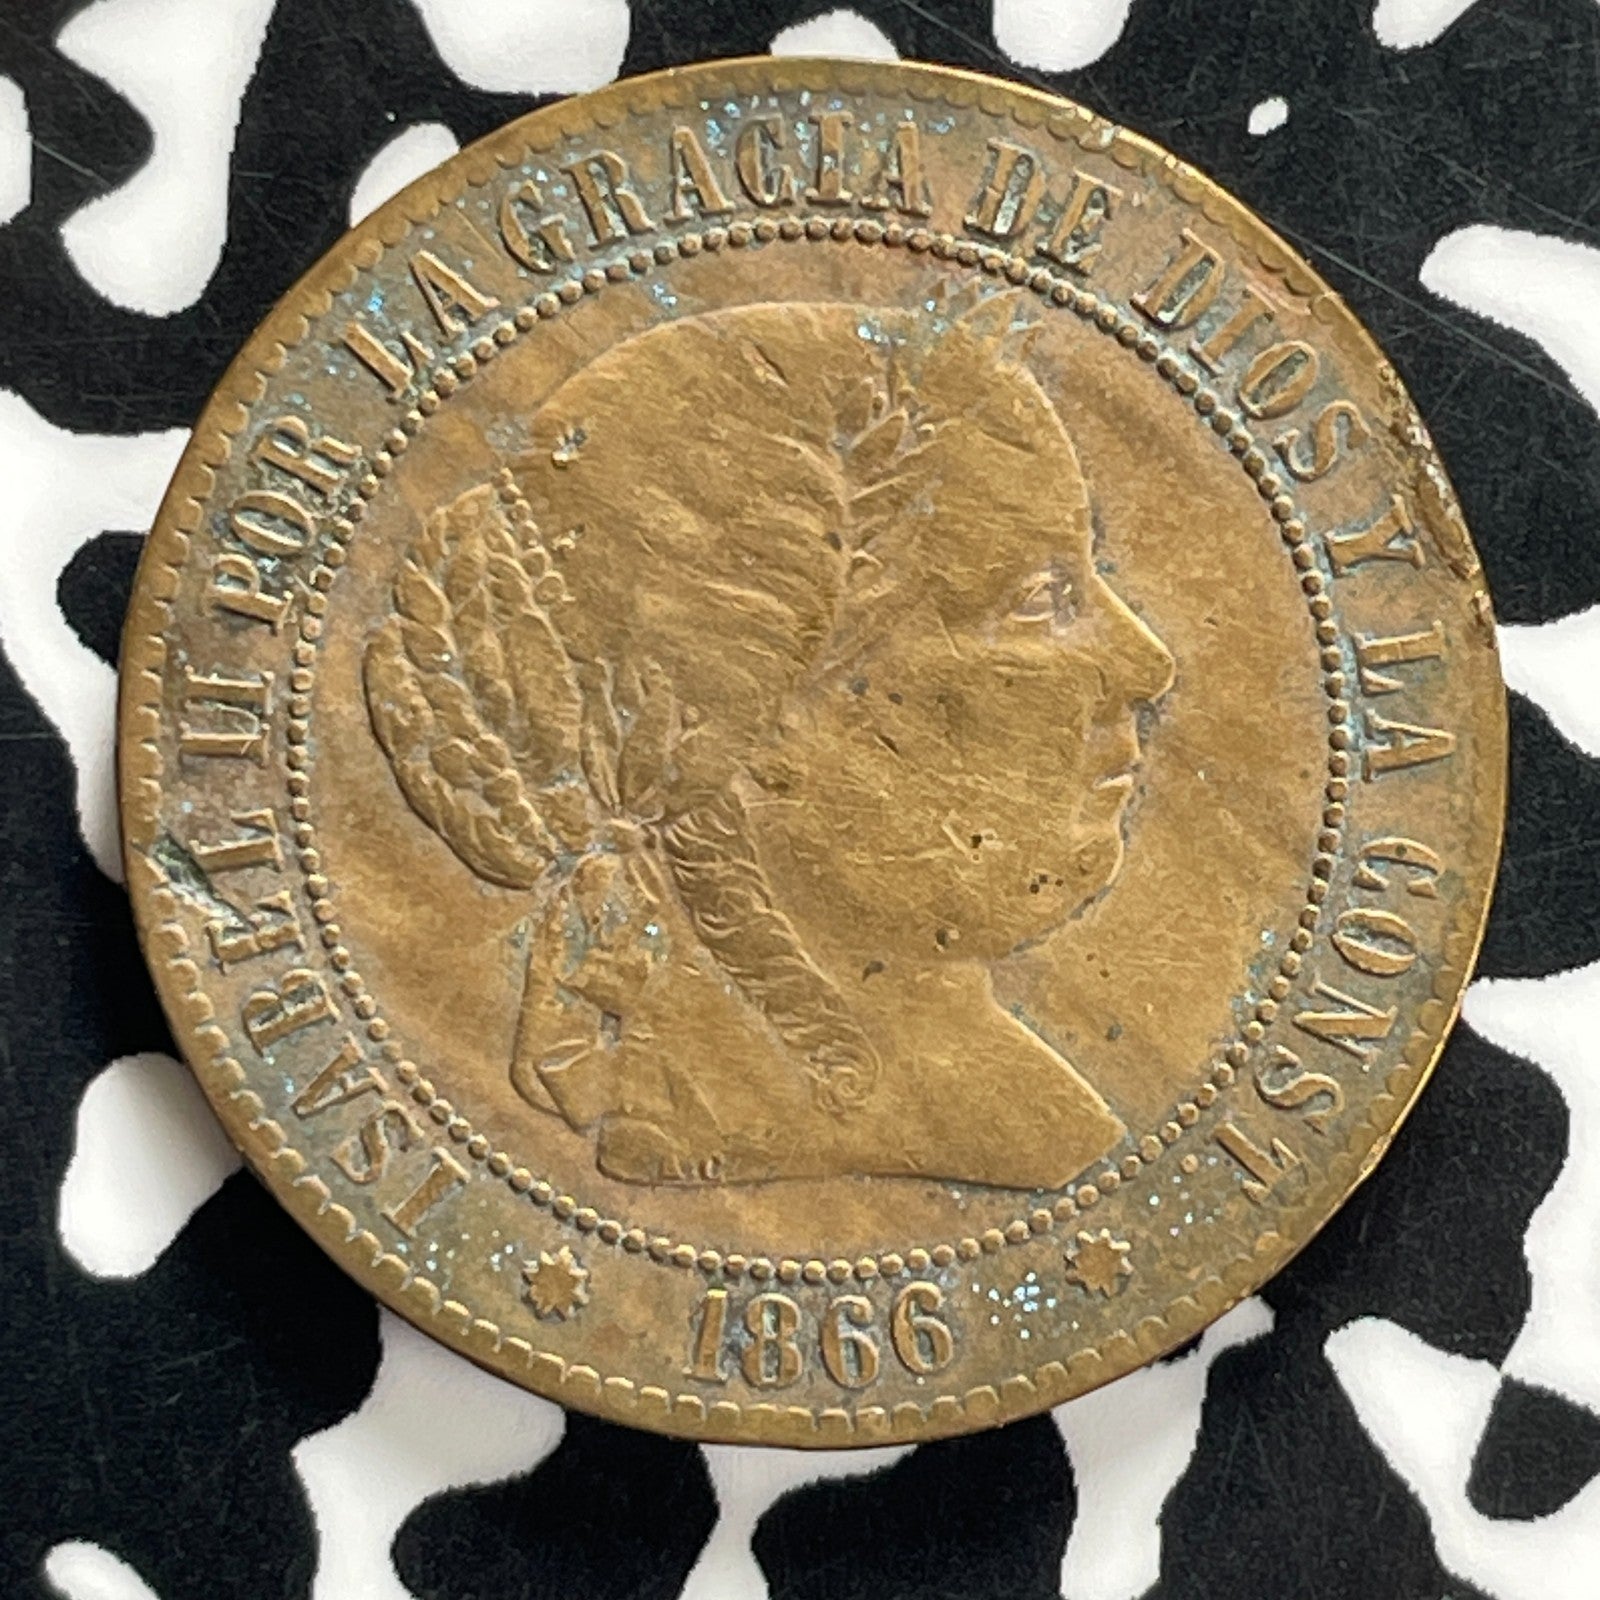 ISABEL II POR LA GRACIA DE DIOS Y LA CONST
1866